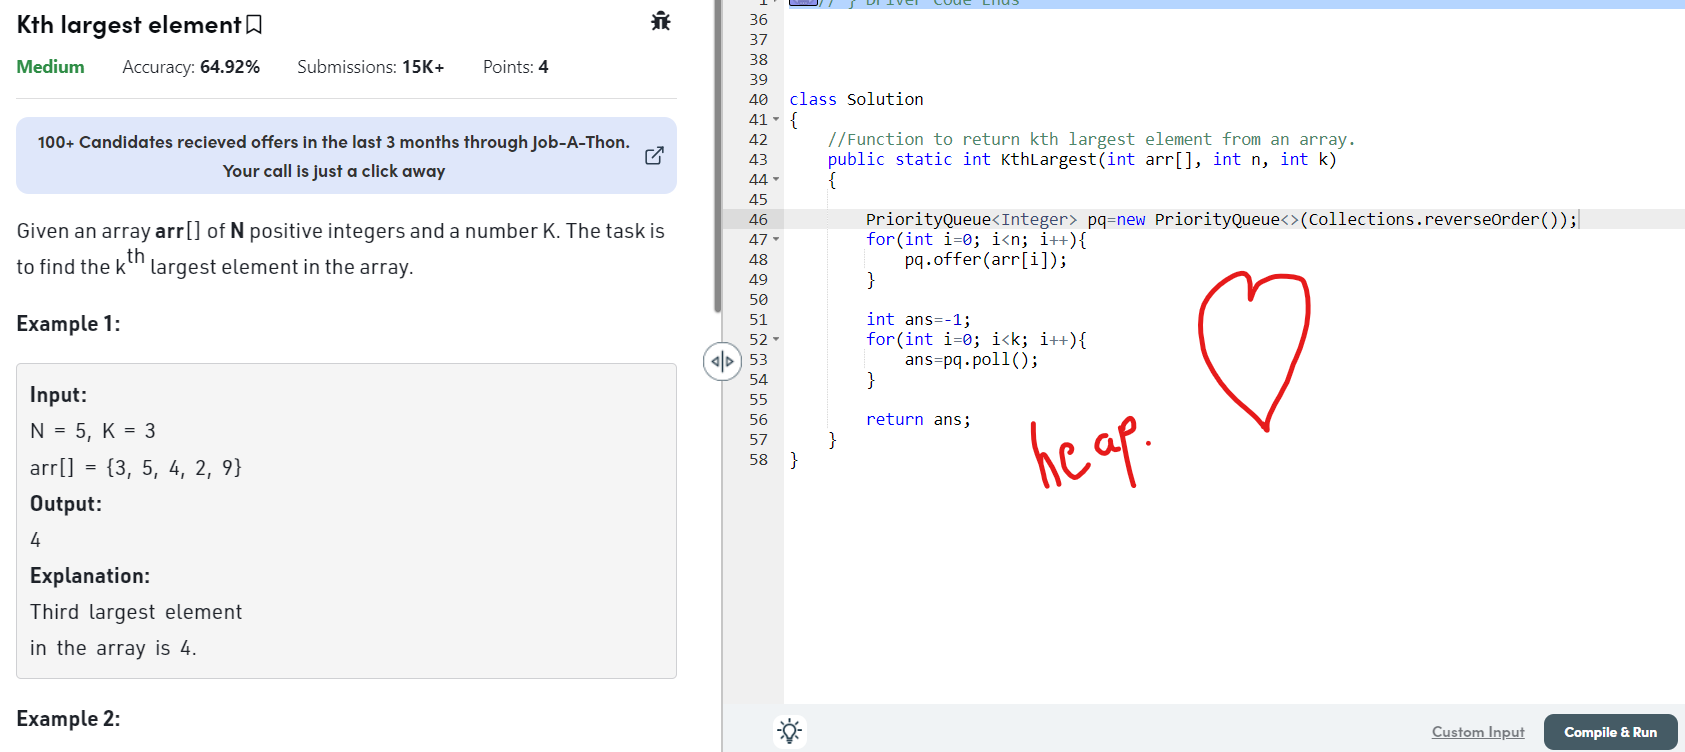 Kth largest element
Medium Accuracy: 64.92% Submissions: 15K+ Points: 4
100+ Candidates recieved offers in the last 3 months through Job-A-Thon.
Your call is just a click away
Given an array arr[] of N positive integers and a number K. The task is
to find the kth largest element in the array.
Example 1:
Input:
N = 5, K = 3
arr[] = {3, 5, 4, 2, 9}
Output:
4
Explanation:
Third largest element
in the array is 4.
Example 2:
// } Driver Code Ends
36
37
38
39
40 class Solution
41 {
42 //Function to return kth largest element from an array.
43 public static int KthLargest(int arr[], int n, int k)
44 {
45
46 PriorityQueue<Integer> pq=new PriorityQueue<>(Collections.reverseOrder());
47 for(int i=0; i<n; i++){
48 pq.offer(arr[i]);
49 }
50
51 int ans=-1;
52 for(int i=0; i<k; i++){
53 ans=pq.poll();
54 }
55
56 return ans;
57 }
58 }
heap.
Custom Input Compile & Run